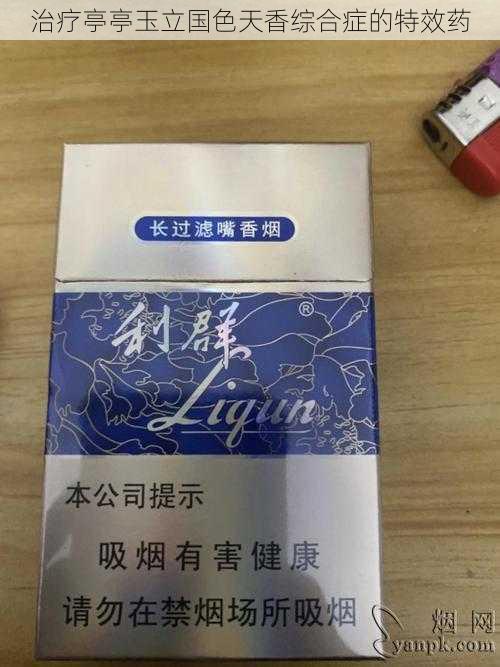 治疗亭亭玉立国色天香综合症的特效药
长过滤嘴香烟
利群
®
Liqun
本公司提示
吸烟有害健康
请勿在禁烟场所吸烟
烟网
yanpk.com